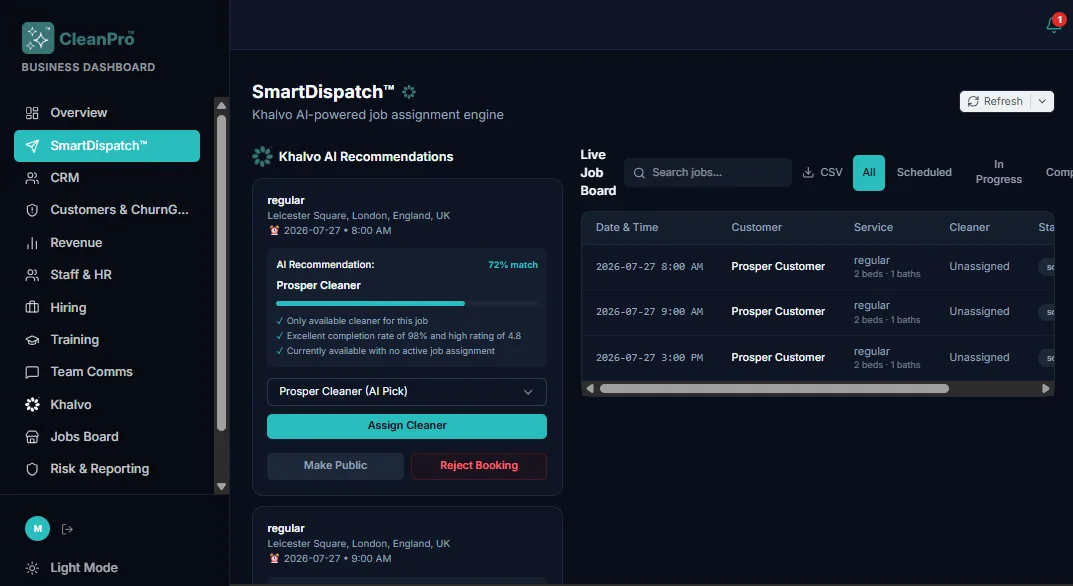 CleanPro™
BUSINESS DASHBOARD
Overview
SmartDispatch™
CRM
Customers & ChurnG...
Revenue
Staff & HR
Hiring
Training
Team Comms
Khalvo
Jobs Board
Risk & Reporting
M
Light Mode
1
SmartDispatch™
Khalvo AI-powered job assignment engine
Refresh
Khalvo AI Recommendations
regular
Leicester Square, London, England, UK
2026-07-27 • 8:00 AM
AI Recommendation: 72% match
Prosper Cleaner
✓ Only available cleaner for this job
✓ Excellent completion rate of 98% and high rating of 4.8
✓ Currently available with no active job assignment
Prosper Cleaner (AI Pick)
Assign Cleaner
Make Public Reject Booking
regular
Leicester Square, London, England, UK
2026-07-27 • 9:00 AM
Live
Job
Board
Search jobs...
CSV
All
Scheduled
In
Progress
Comp
Date & Time Customer Service Cleaner Sta
2026-07-27 8:00 AM Prosper Customer regular Unassigned sc
2 beds · 1 baths
2026-07-27 9:00 AM Prosper Customer regular Unassigned sc
2 beds · 1 baths
2026-07-27 3:00 PM Prosper Customer regular Unassigned sc
2 beds · 1 baths